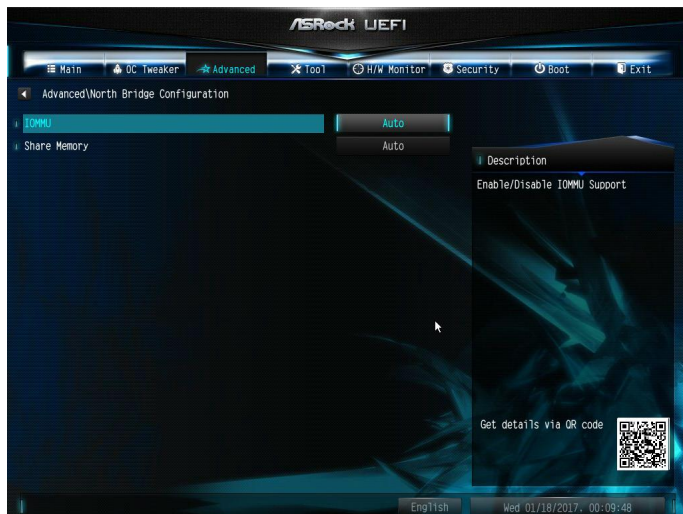 ASRock UEFI
Main OC Tweaker Advanced Tool H/W Monitor Security Boot Exit
Advanced\North Bridge Configuration
IOMMU Auto
Share Memory Auto
Description
Enable/Disable IOMMU Support
Get details via QR code
English Wed 01/18/2017. 00:09:48